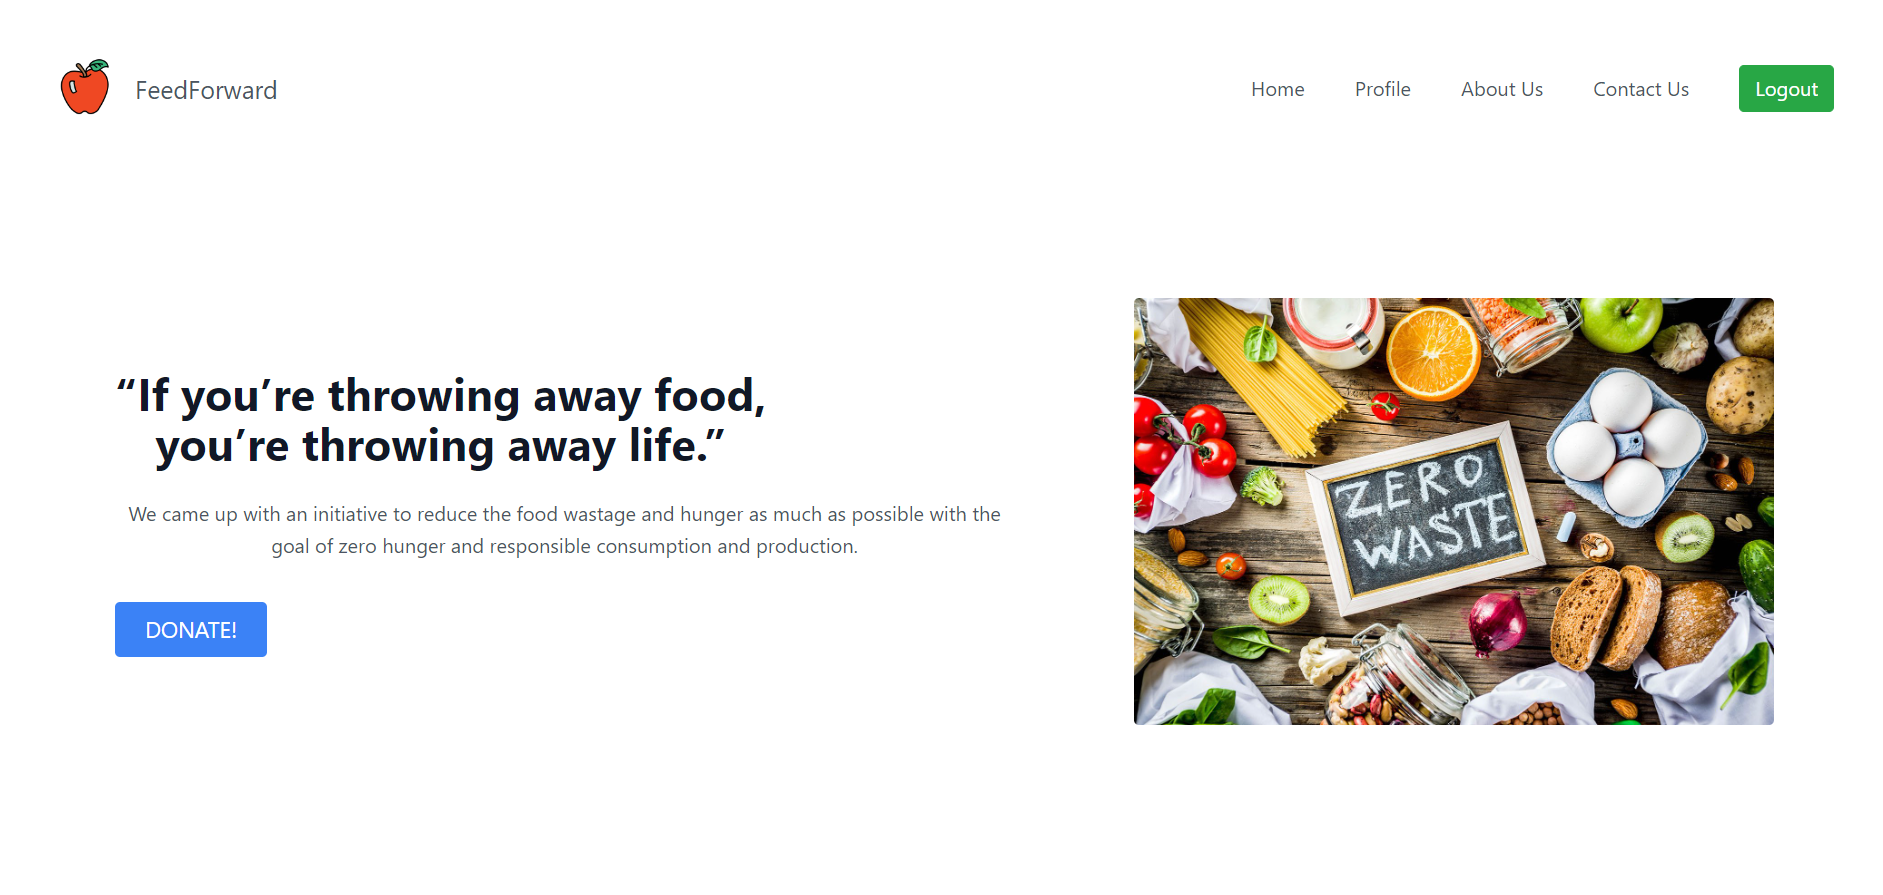 FeedForward
Home Profile About Us Contact Us Logout
“If you’re throwing away food,
you’re throwing away life.”
We came up with an initiative to reduce the food wastage and hunger as much as possible with the
goal of zero hunger and responsible consumption and production.
DONATE!
ZERO
WASTE